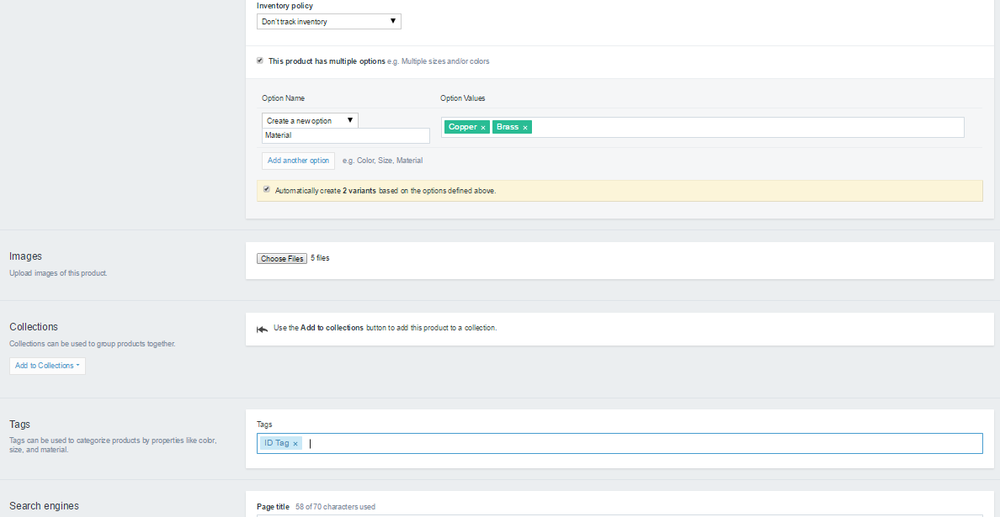 Inventory policy
Don't track inventory
This product has multiple options e.g. Multiple sizes and/or colors
Option Name
Option Values
Create a new option
Material
Copper ×
Brass ×
Add another option
e.g. Color, Size, Material
Automatically create 2 variants based on the options defined above.
Images
Upload images of this product.
Choose Files 5 files
Collections
Collections can be used to group products together.
Add to Collections
Use the Add to collections button to add this product to a collection.
Tags
Tags can be used to categorize products by properties like color,
size, and material.
Tags
ID Tag ×
Search engines
Page title 58 of 70 characters used